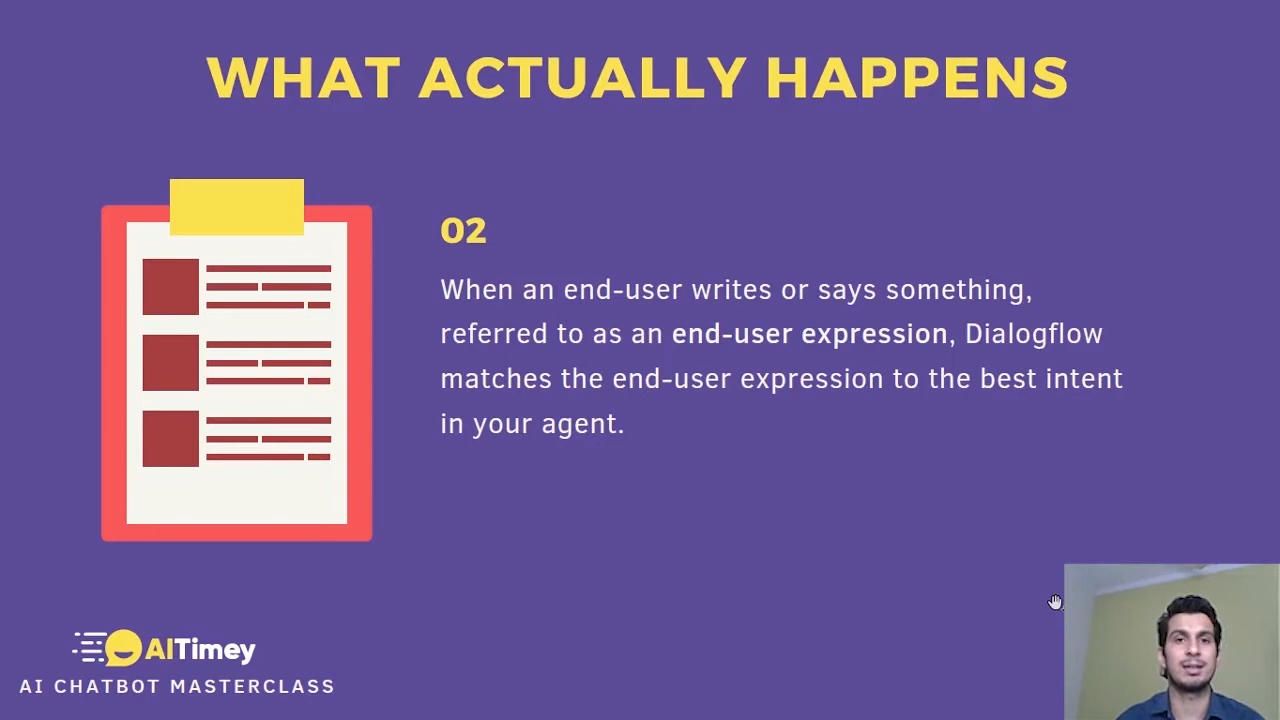 WHAT ACTUALLY HAPPENS
02
When an end-user writes or says something,
referred to as an end-user expression, Dialogflow
matches the end-user expression to the best intent
in your agent.
AITimey
AI CHATBOT MASTERCLASS